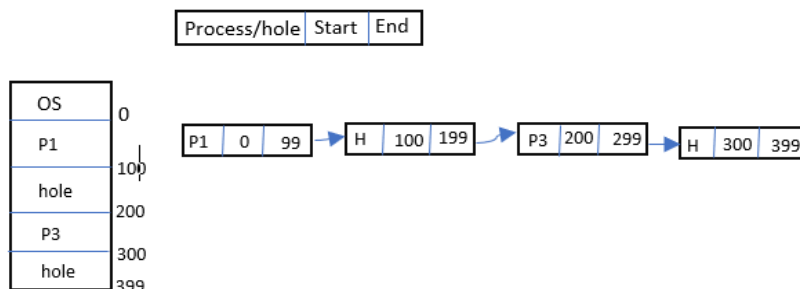 Process/hole Start End
OS
0
P1
100
hole
200
P3
300
hole
399
P1 0 99
H 100 199
P3 200 299
H 300 399